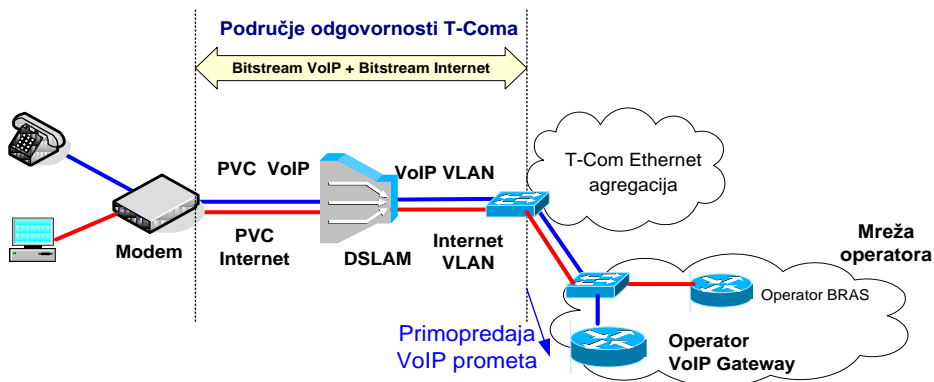 Područje odgovornosti T-Coma
Bitstream VoIP + Bitstream Internet
PVC VoIP
VoIP VLAN
T-Com Ethernet
agregacija
Modem
PVC
Internet
DSLAM
Internet
VLAN
Mreža
operatora
Operator BRAS
Primopredaja
VoIP prometa
Operator
VoIP Gateway